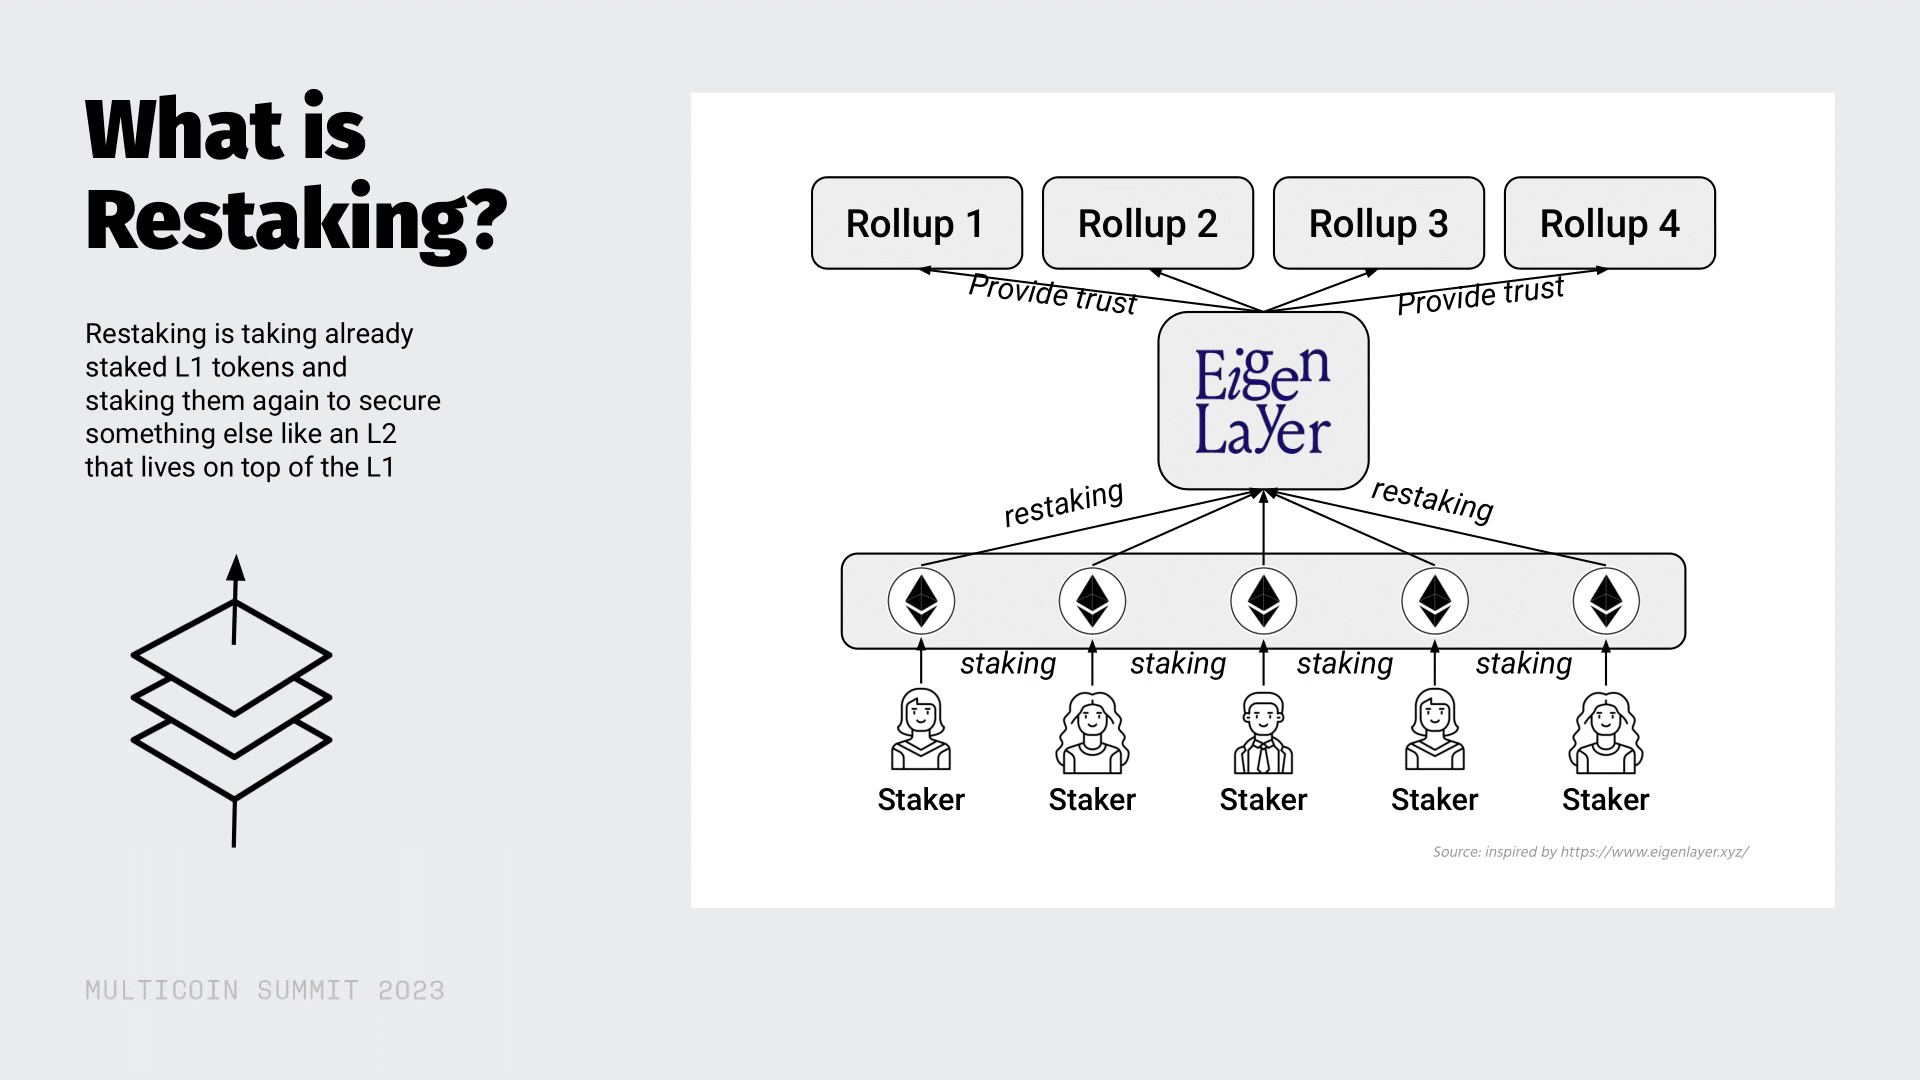 What is
Restaking?
Restaking is taking already
staked L1 tokens and
staking them again to secure
something else like an L2
that lives on top of the L1
Rollup 1
Rollup 2
Rollup 3
Rollup 4
Provide trust
Provide trust
Eigen
Layer
restaking
restaking
staking
staking
staking
staking
Staker
Staker
Staker
Staker
Staker
Source: inspired by https://www.eigenlayer.xyz/
MULTICOIN SUMMIT 2023